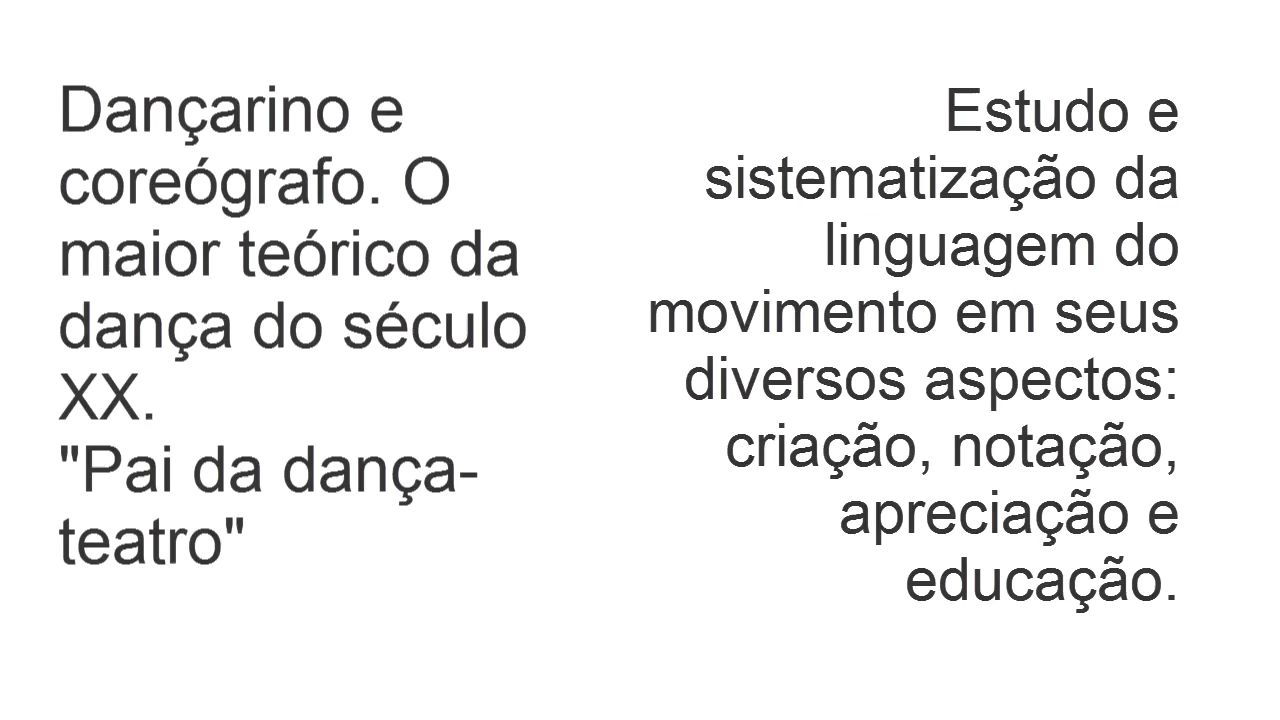 Dançarino e
coreógrafo. O
maior teórico da
dança do século
XX.
"Pai da dança-
teatro"
Estudo e
sistematização da
linguagem do
movimento em seus
diversos aspectos:
criação, notação,
apreciação e
educação.